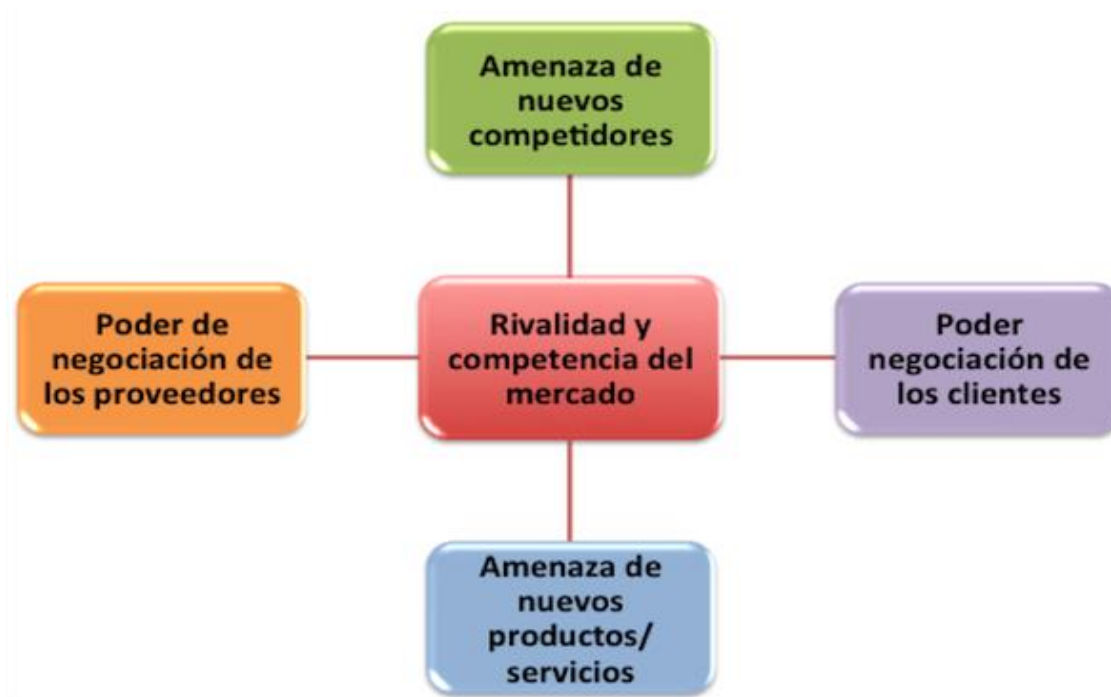 Amenaza de
nuevos
competidores
Poder de
negociación de
los proveedores
Rivalidad y
competencia del
mercado
Poder
negociación de
los clientes
Amenaza de
nuevos
productos/
servicios